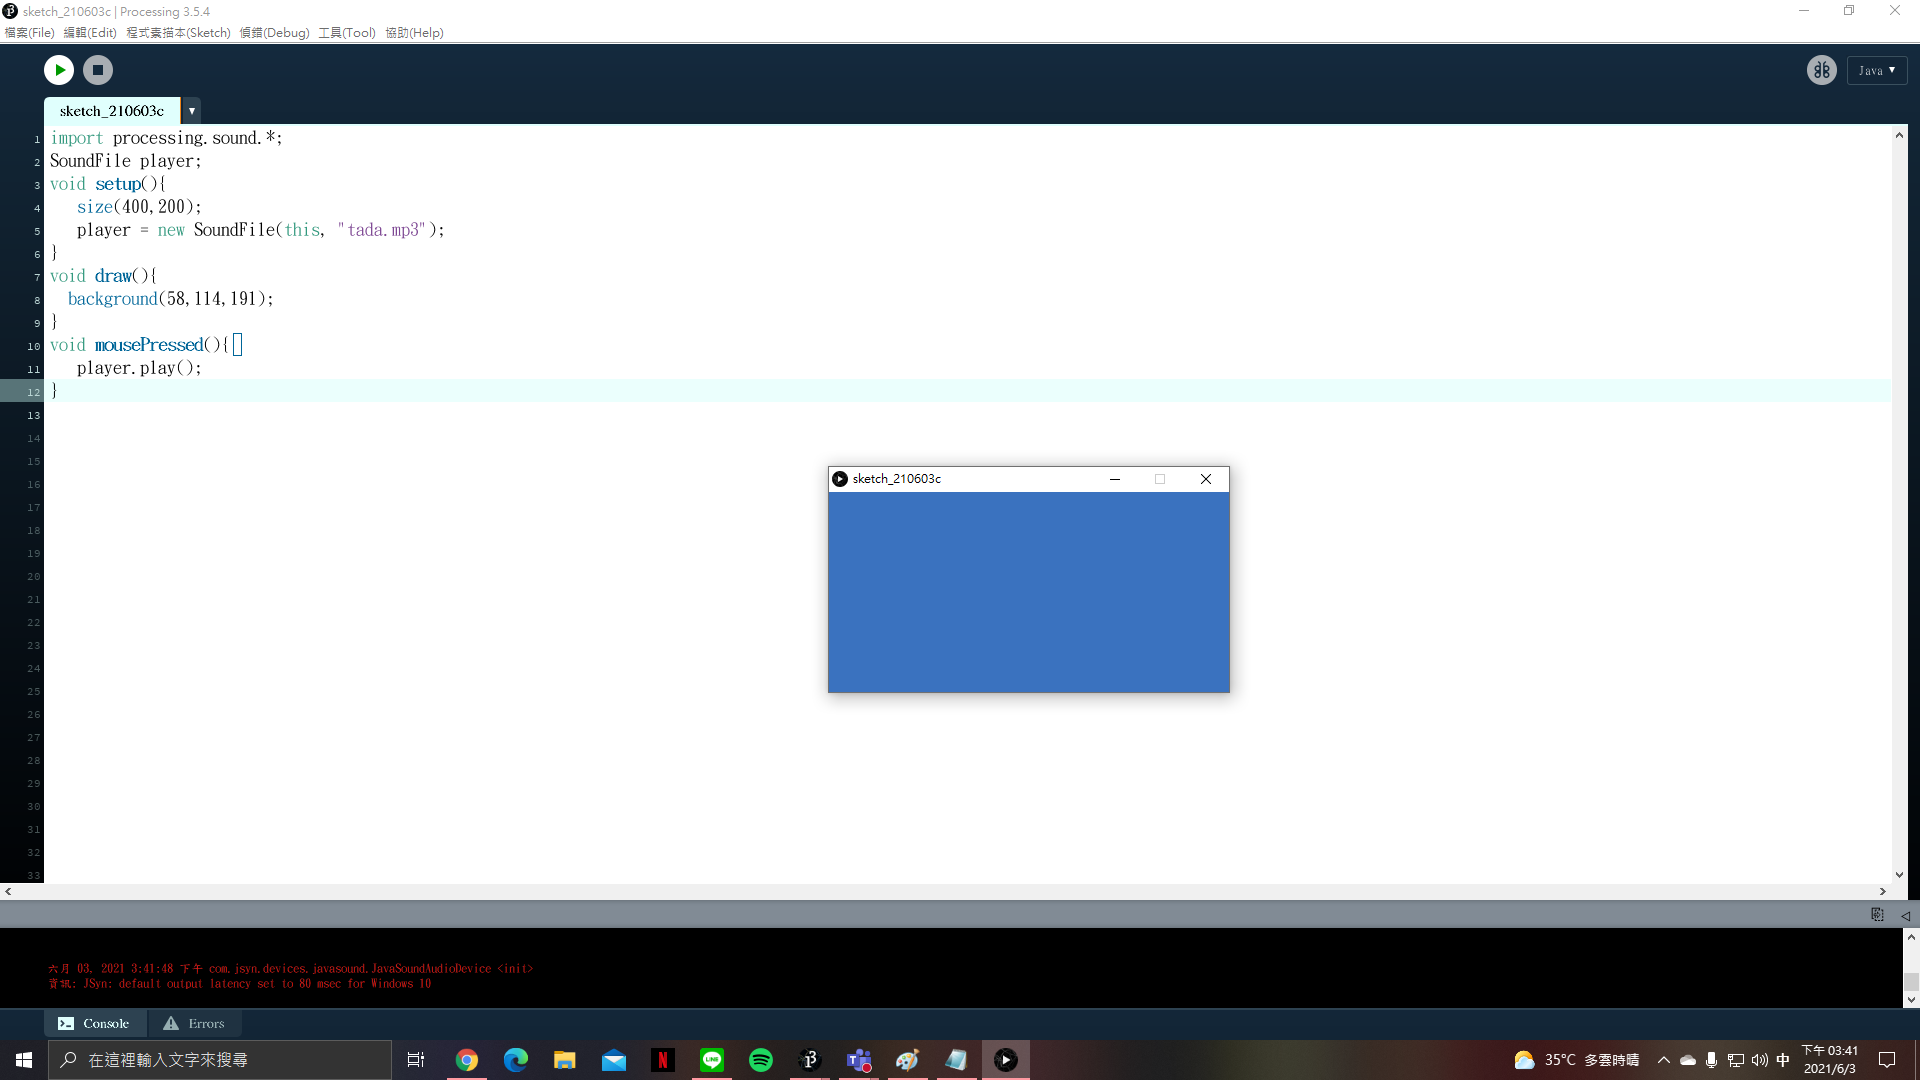 sketch_210603c | Processing 3.5.4
檔案(File) 編輯(Edit) 程式素描本(Sketch) 偵錯(Debug) 工具(Tool) 協助(Help)
Java ▼
sketch_210603c ▼
1 import processing.sound.*;
2 SoundFile player;
3 void setup(){
4 size(400,200);
5 player = new SoundFile(this, "tada.mp3");
6 }
7 void draw(){
8 background(58,114,191);
9 }
10 void mousePressed(){
11 player.play();
12 }
13
14
15
16
17
18
19
20
21
22
23
24
25
26
27
28
29
30
31
32
33
sketch_210603c
六月 03, 2021 3:41:48 下午 com.jsyn.devices.javasound.JavaSoundAudioDevice <init>
資訊: JSyn: default output latency set to 80 msec for Windows 10
Console Errors
在這裡輸入文字來搜尋
35°C 多雲時晴
中
下午 03:41
2021/6/3